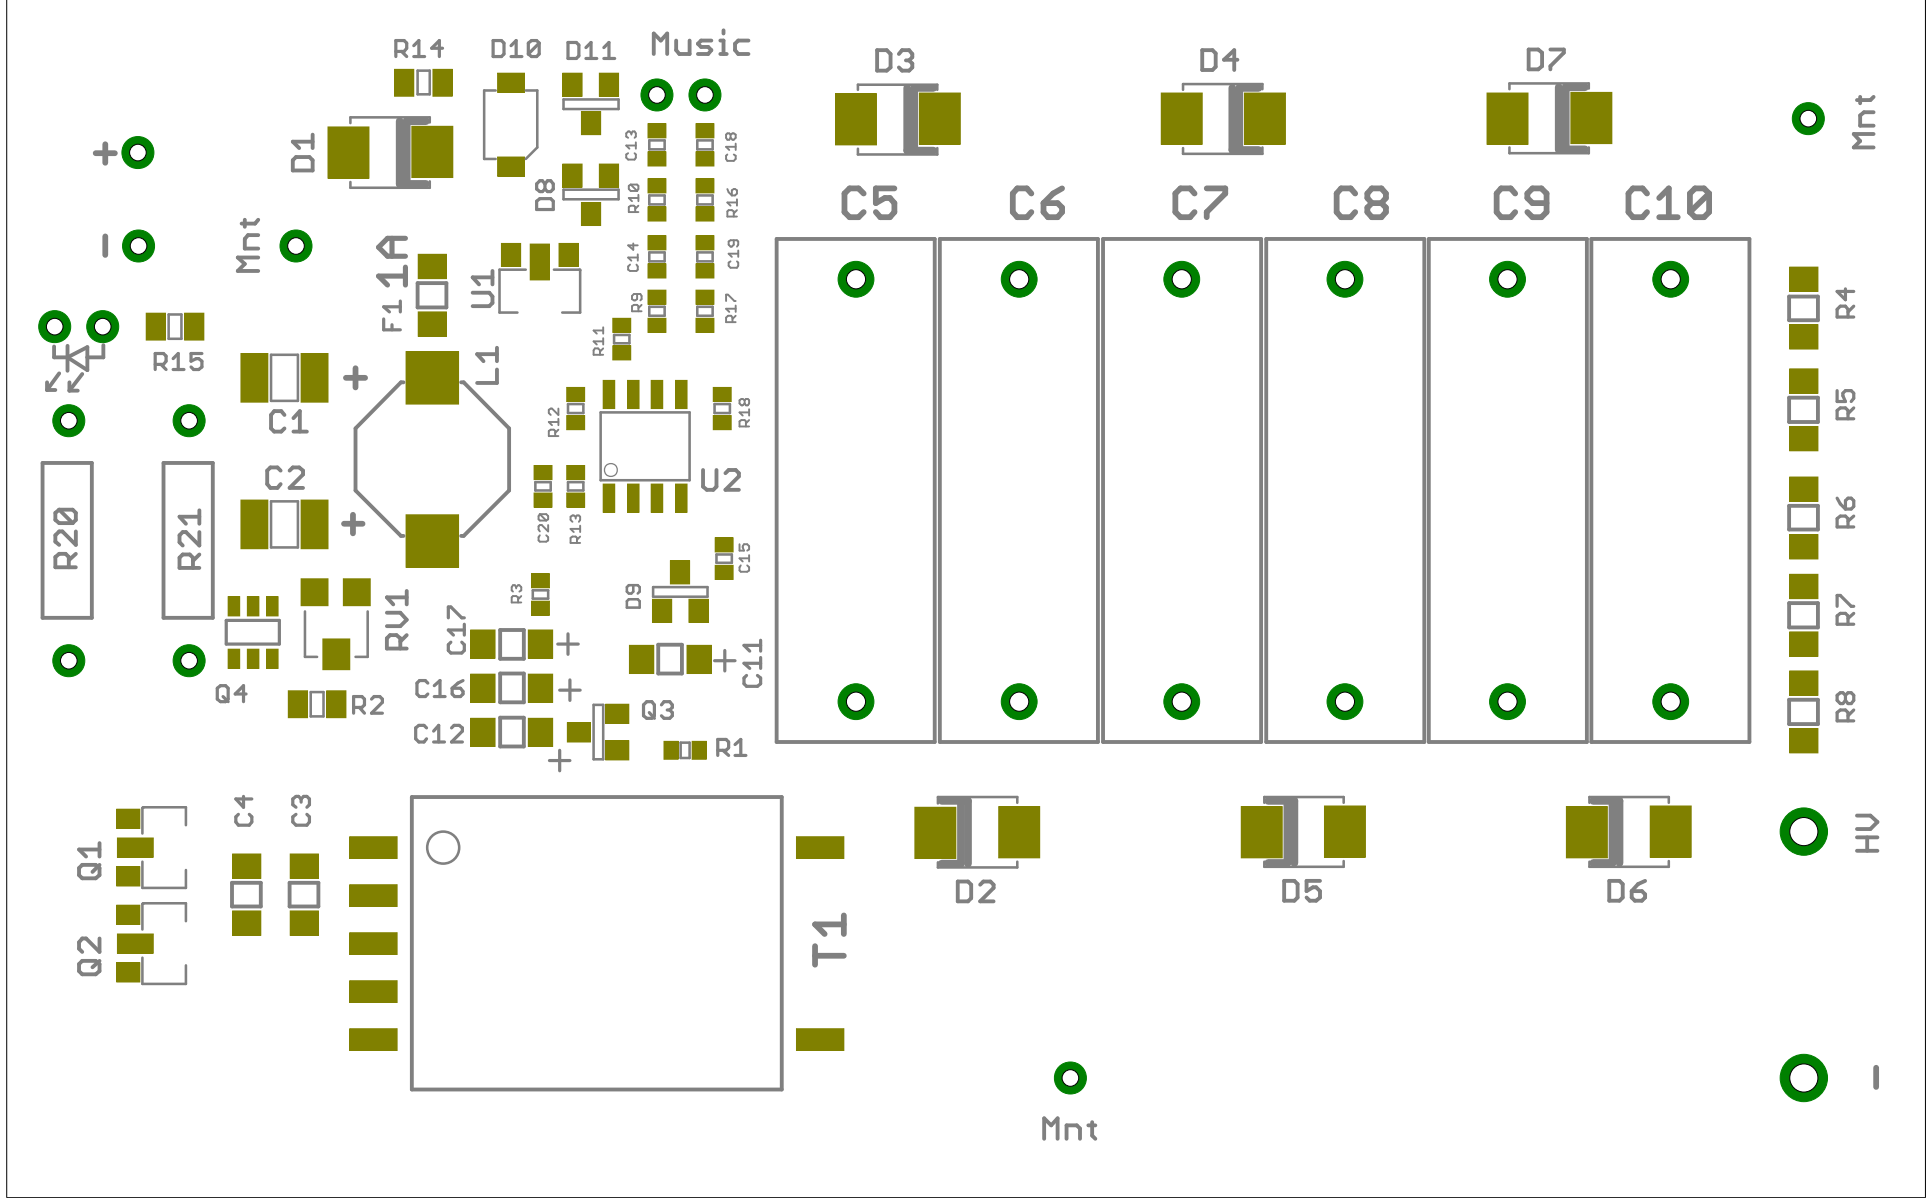 Music
R14
D10
D11
D3
D4
D7
Mnt
D1
+
C13
C18
D8
R10
R16
C5
C6
C7
C8
C9
C10
−
Mnt
1A
F1
U1
C14
C19
R9
R17
R4
R15
R11
L1
+
C1
R12
R18
R5
C2
U2
+
R20
R21
C20
R13
R6
C15
R3
D9
RV1
C17
+
R7
C11
+
Q4
C16
+
R2
Q3
R8
C12
+
R1
C4
C3
Q1
HV
D2
D5
D6
Q2
T1
−
Mnt